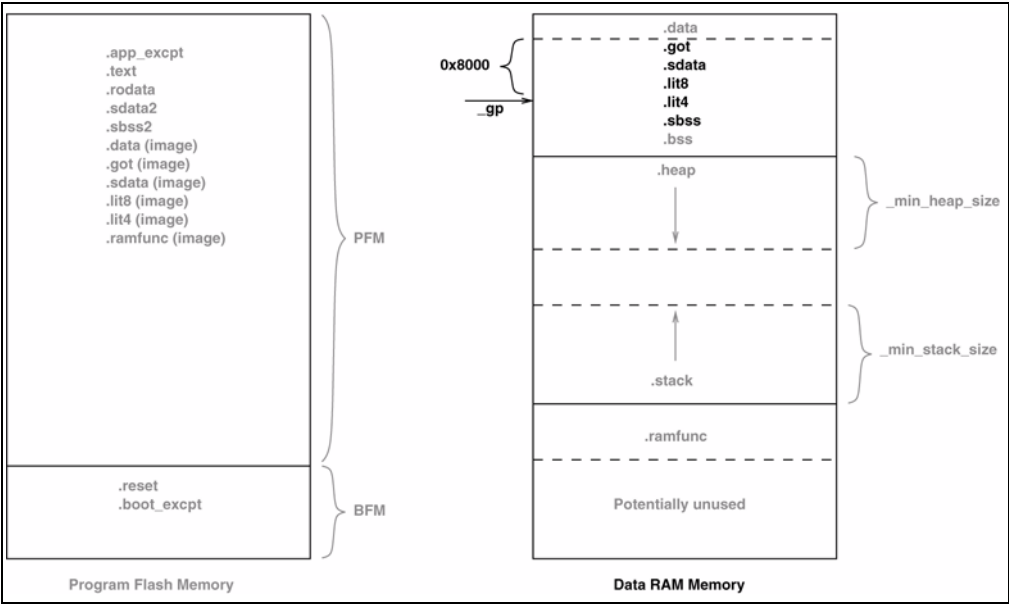 .app_excpt
.text
.rodata
.sdata2
.sbss2
.data (image)
.got (image)
.sdata (image)
.lit8 (image)
.lit4 (image)
.ramfunc (image)
PFM
.reset
.boot_excpt
BFM
Program Flash Memory
.data
.got
0x8000
.sdata
.lit8
_gp
.lit4
.sbss
.bss
.heap
_min_heap_size
_min_stack_size
.stack
.ramfunc
Potentially unused
Data RAM Memory